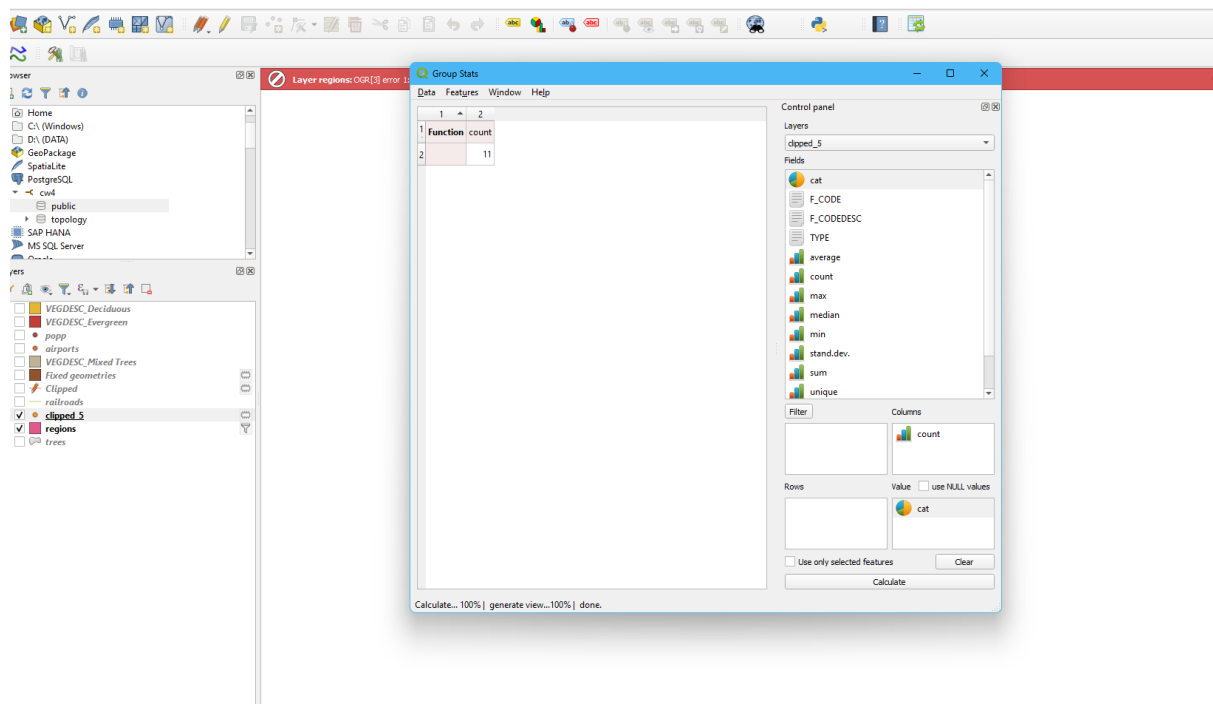 abc
ab
abc
?
owser
Layer regions: OGR[3] error 1:
Home
C:\ (Windows)
D:\ (DATA)
GeoPackage
SpatiaLite
PostgreSQL
cw4
public
topology
SAP HANA
MS SQL Server
Oracle
yers
VEGDESC_Deciduous
VEGDESC_Evergreen
popp
airports
VEGDESC_Mixed Trees
Fixed geometries
Clipped
railroads
clipped_5
regions
trees
Group Stats
Data Features Window Help
1 2
1 Function count
2 11
Control panel
Layers
clipped_5
Fields
cat
F_CODE
F_CODEDESC
TYPE
average
count
max
median
min
stand.dev.
sum
unique
Filter Columns
count
Rows Value use NULL values
cat
Use only selected features Clear
Calculate
Calculate... 100% | generate view...100% | done.